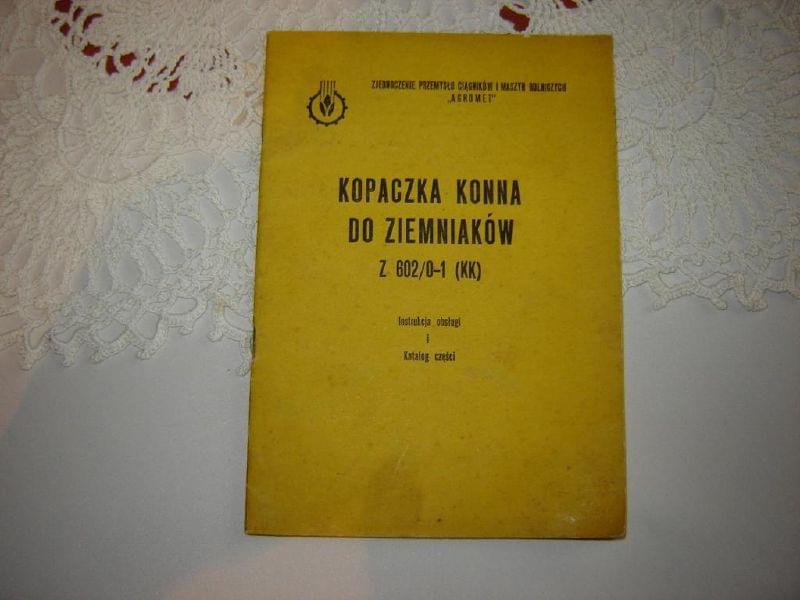 ZJEDNOCZENIE PRZEMYSŁU CIĄGNIKÓW I MASZYN ROLNICZYCH
„AGROMET"
KOPACZKA KONNA
DO ZIEMNIAKÓW
Z 602/0-1 (KK)
Instrukcja obsługi
i
Katalog części